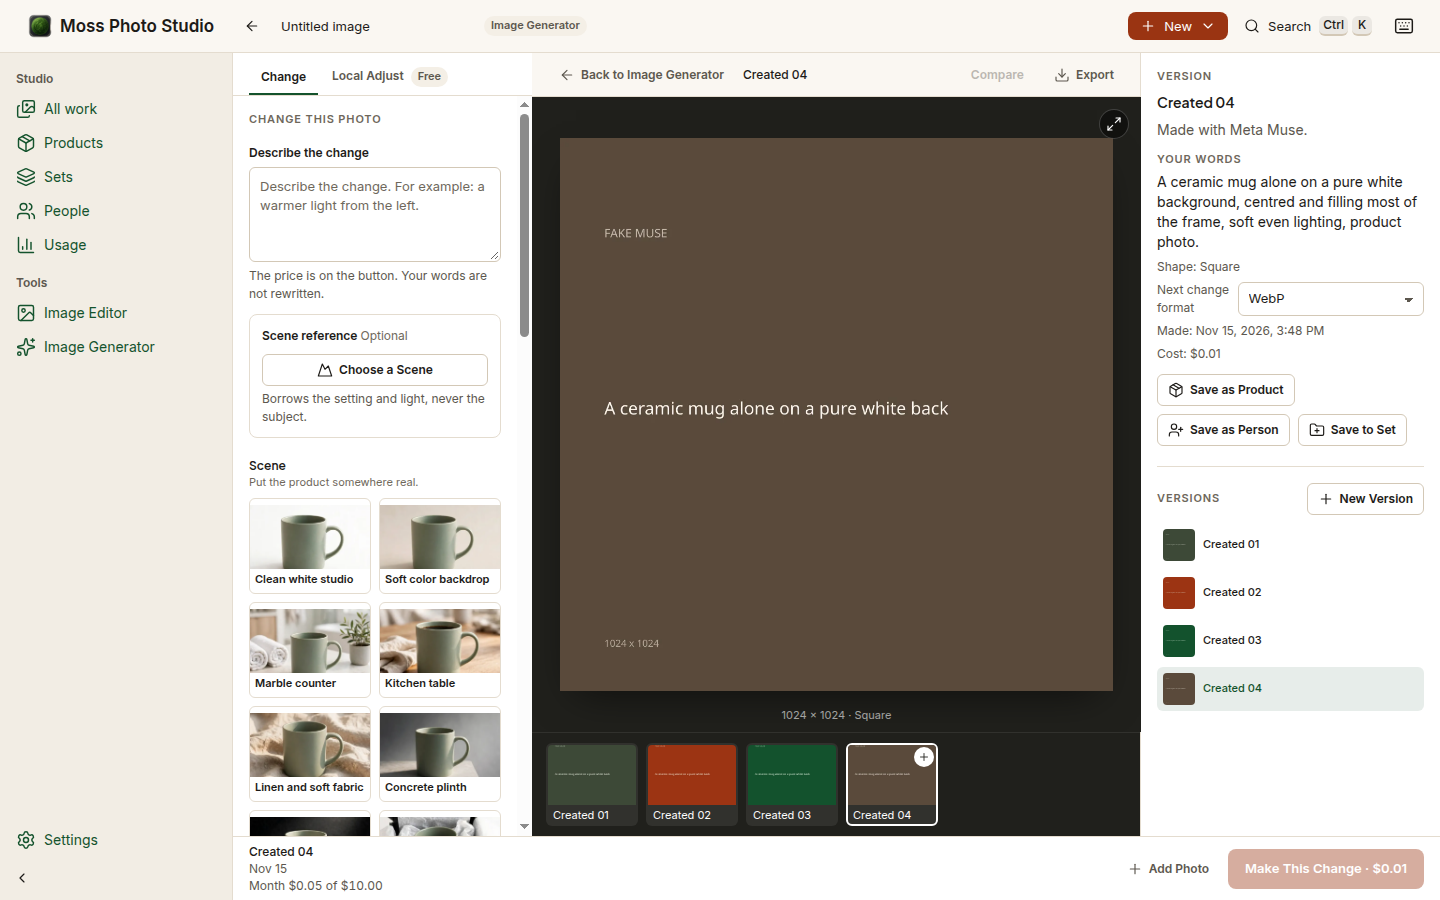 Moss Photo Studio
Untitled image
Image Generator
New
Search
Ctrl
K
Studio
All work
Products
Sets
People
Usage
Tools
Image Editor
Image Generator
Settings
Change
Local Adjust
Free
CHANGE THIS PHOTO
Describe the change
Describe the change. For example: a
warmer light from the left.
The price is on the button. Your words are
not rewritten.
Scene reference Optional
Choose a Scene
Borrows the setting and light, never the
subject.
Scene
Put the product somewhere real.
Clean white studio
Soft color backdrop
Marble counter
Kitchen table
Linen and soft fabric
Concrete plinth
Back to Image Generator
Created 04
Compare
Export
FAKE MUSE
A ceramic mug alone on a pure white back
1024 x 1024
1024 × 1024 · Square
Created 01
Created 02
Created 03
Created 04
VERSION
Created 04
Made with Meta Muse.
YOUR WORDS
A ceramic mug alone on a pure white
background, centred and filling most of
the frame, soft even lighting, product
photo.
Shape: Square
Next change
format
WebP
Made: Nov 15, 2026, 3:48 PM
Cost: $0.01
Save as Product
Save as Person
Save to Set
VERSIONS
New Version
Created 01
Created 02
Created 03
Created 04
Created 04
Nov 15
Month $0.05 of $10.00
Add Photo
Make This Change · $0.01